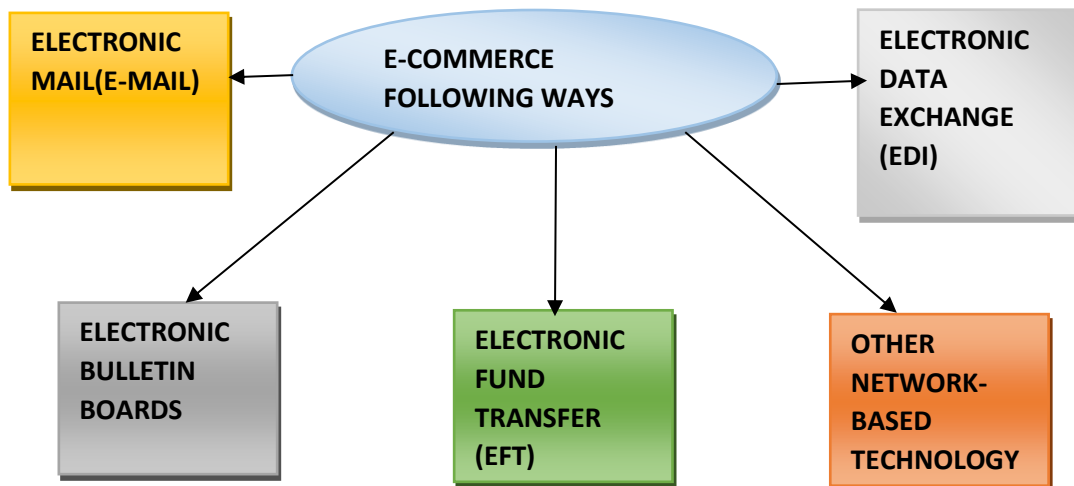 ELECTRONIC
MAIL(E-MAIL)
E-COMMERCE
FOLLOWING WAYS
ELECTRONIC
DATA
EXCHANGE
(EDI)
ELECTRONIC
BULLETIN
BOARDS
ELECTRONIC
FUND
TRANSFER
(EFT)
OTHER
NETWORK-
BASED
TECHNOLOGY